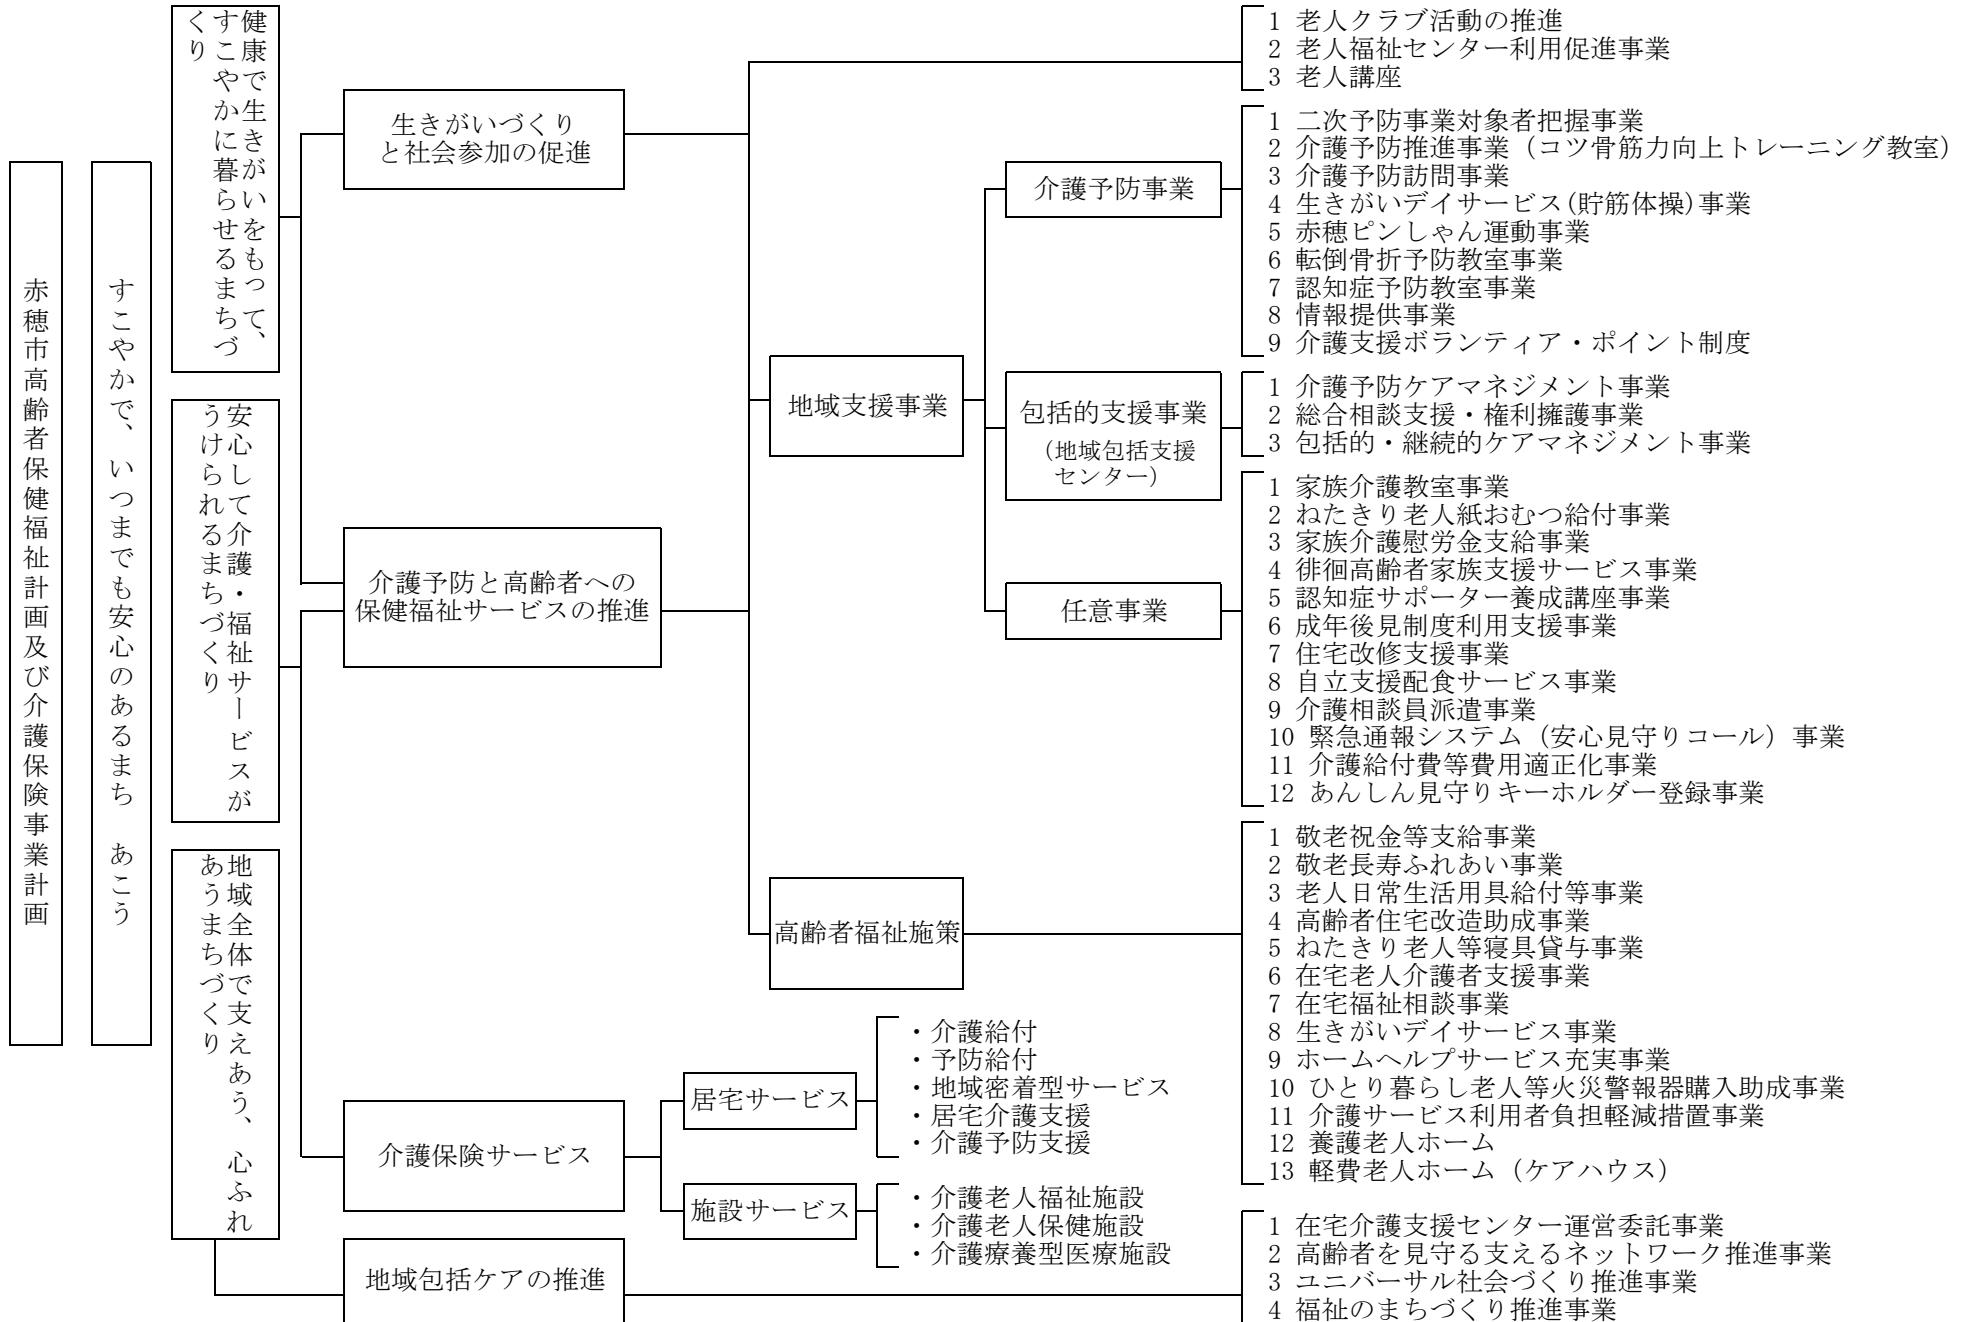 赤穂市高齢者保健福祉計画及び介護保険事業計画
すこやかで、いつまでも安心のあるまち　あこう
健康で生きがいをもって、
すこやかに暮らせるまちづ
くり
安心して介護・福祉サービスが
うけられるまちづくり
地域全体で支えあう、心ふれ
あうまちづくり
生きがいづくり
と社会参加の促進
介護予防と高齢者への
保健福祉サービスの推進
介護保険サービス
地域包括ケアの推進
地域支援事業
高齢者福祉施策
居宅サービス
・介護給付
・予防給付
・地域密着型サービス
・居宅介護支援
・介護予防支援
施設サービス
・介護老人福祉施設
・介護老人保健施設
・介護療養型医療施設
介護予防事業
包括的支援事業
（地域包括支援
センター）
任意事業
1 老人クラブ活動の推進
2 老人福祉センター利用促進事業
3 老人講座
1 二次予防事業対象者把握事業
2 介護予防推進事業（コツ骨筋力向上トレーニング教室）
3 介護予防訪問事業
4 生きがいデイサービス(貯筋体操)事業
5 赤穂ピンしゃん運動事業
6 転倒骨折予防教室事業
7 認知症予防教室事業
8 情報提供事業
9 介護支援ボランティア・ポイント制度
1 介護予防ケアマネジメント事業
2 総合相談支援・権利擁護事業
3 包括的・継続的ケアマネジメント事業
1 家族介護教室事業
2 ねたきり老人紙おむつ給付事業
3 家族介護慰労金支給事業
4 徘徊高齢者家族支援サービス事業
5 認知症サポーター養成講座事業
6 成年後見制度利用支援事業
7 住宅改修支援事業
8 自立支援配食サービス事業
9 介護相談員派遣事業
10 緊急通報システム（安心見守りコール）事業
11 介護給付費等費用適正化事業
12 あんしん見守りキーホルダー登録事業
1 敬老祝金等支給事業
2 敬老長寿ふれあい事業
3 老人日常生活用具給付等事業
4 高齢者住宅改造助成事業
5 ねたきり老人等寝具貸与事業
6 在宅老人介護者支援事業
7 在宅福祉相談事業
8 生きがいデイサービス事業
9 ホームヘルプサービス充実事業
10 ひとり暮らし老人等火災警報器購入助成事業
11 介護サービス利用者負担軽減措置事業
12 養護老人ホーム
13 軽費老人ホーム（ケアハウス）
1 在宅介護支援センター運営委託事業
2 高齢者を見守る支えるネットワーク推進事業
3 ユニバーサル社会づくり推進事業
4 福祉のまちづくり推進事業